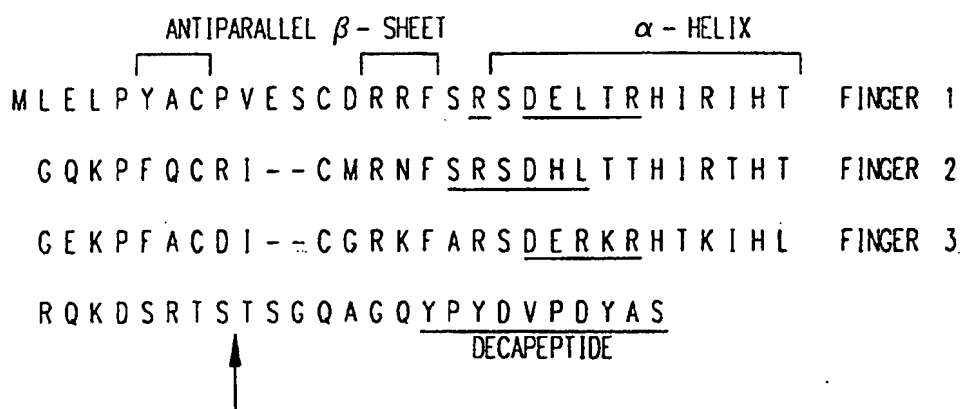 ANTIPARALLEL β - SHEET α - HELIX
M L E L P Y A C P V E S C D R R F S R S D E L T R H I R I H T FINGER 1
G Q K P F Q C R I - - C M R N F S R S D H L T T H I R T H T FINGER 2
G E K P F A C D I - - C G R K F A R S D E R K R H T K I H L FINGER 3
R Q K D S R T S T S G Q A G Q Y P Y D V P D Y A S
DECAPEPTIDE